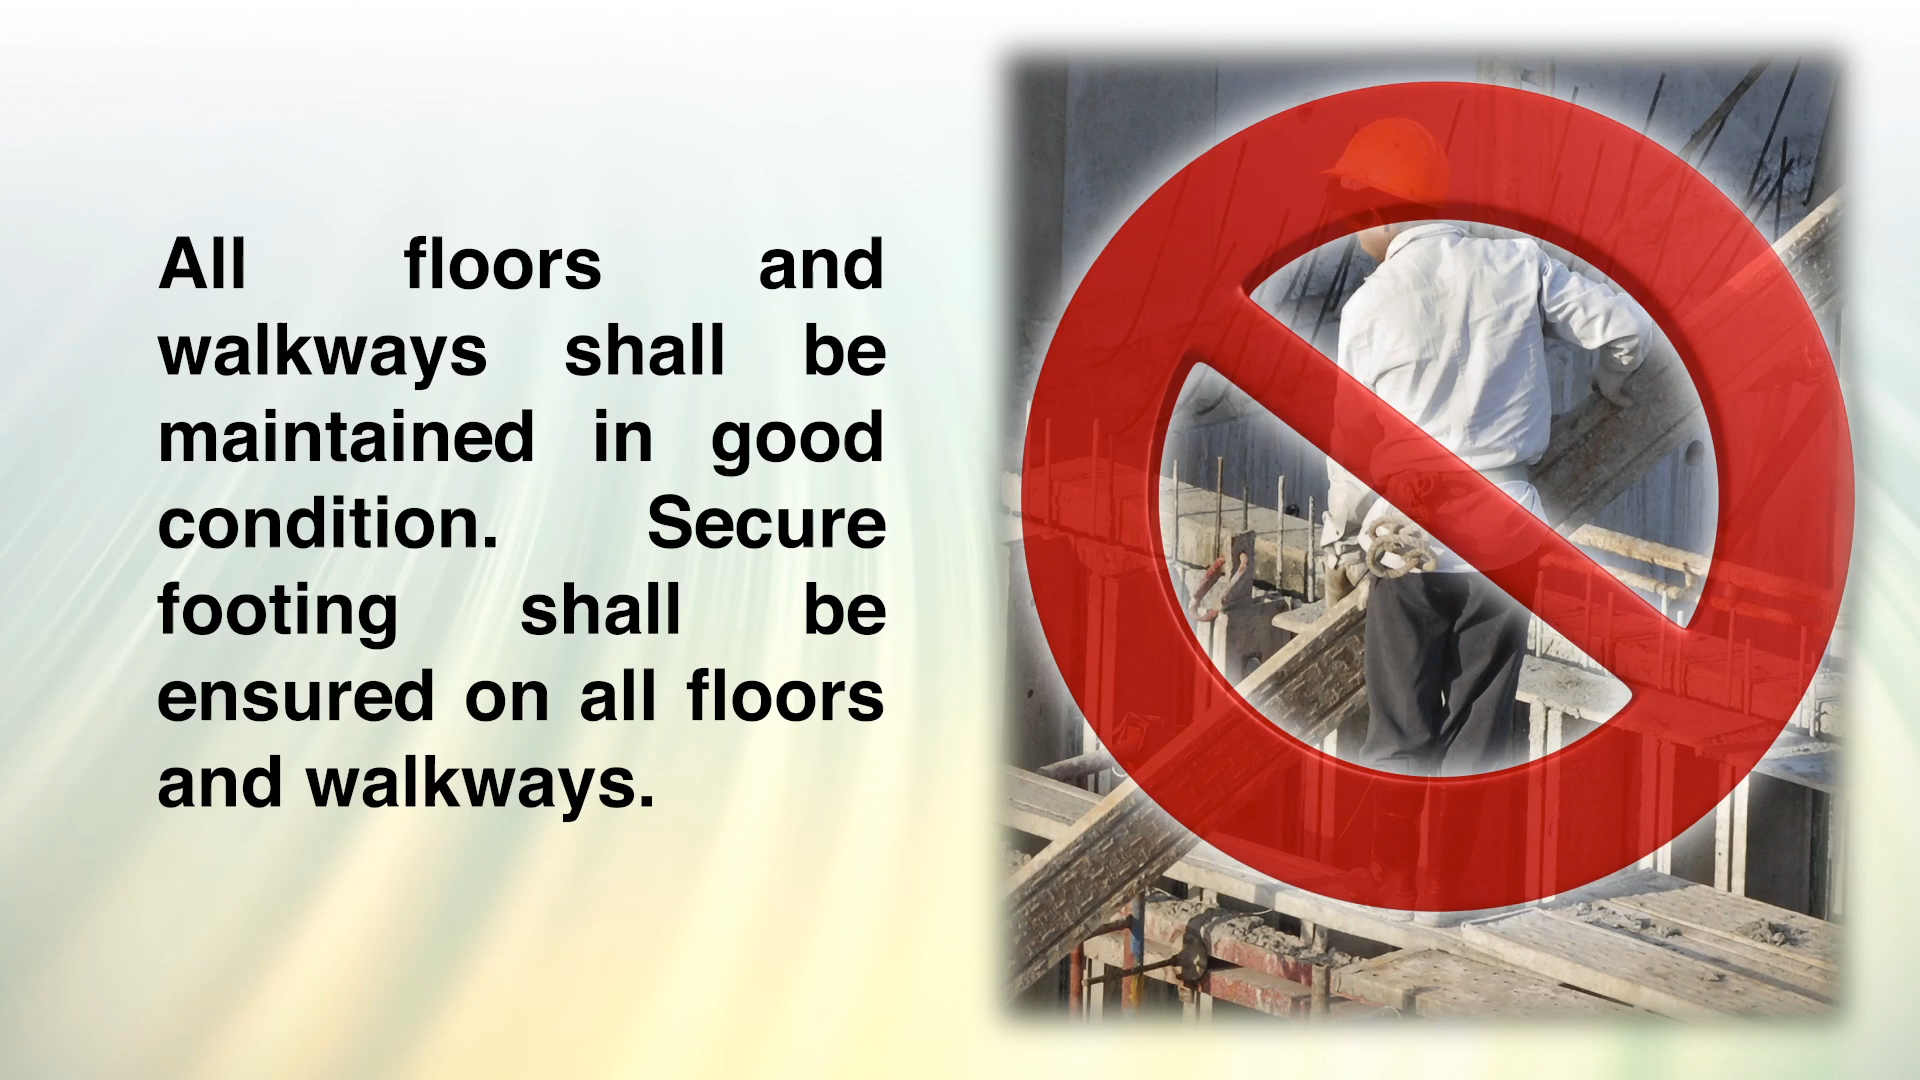 All floors and
walkways shall be
maintained in good
condition. Secure
footing shall be
ensured on all floors
and walkways.